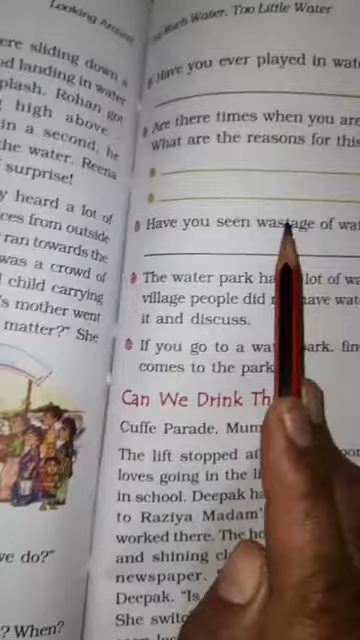 Looking Around
Much Water, Too Little Water
ere sliding down a
nd landing in water
plash. Rohan got
high above
in a second, he
the water. Reena
surprise!
y heard a lot of
ces from outside
ran towards the
was a crowd of
child carrying
's mother went
matter?" She
we do?"
? When?
Have you ever played in wat
Are there times when you are
What are the reasons for this
Have you seen wastage of wa
The water park ha lot of wa
village people did have wat
it and discuss.
If you go to a wa park, fin
comes to the park
Can We Drink Th
Cuffe Parade, Mum
The lift stopped at
loves going in the li
in school. Deepak ha
to Raziya Madam'
worked there. The ho
and shining cl
newspaper.
Deepak. "Is
She switc